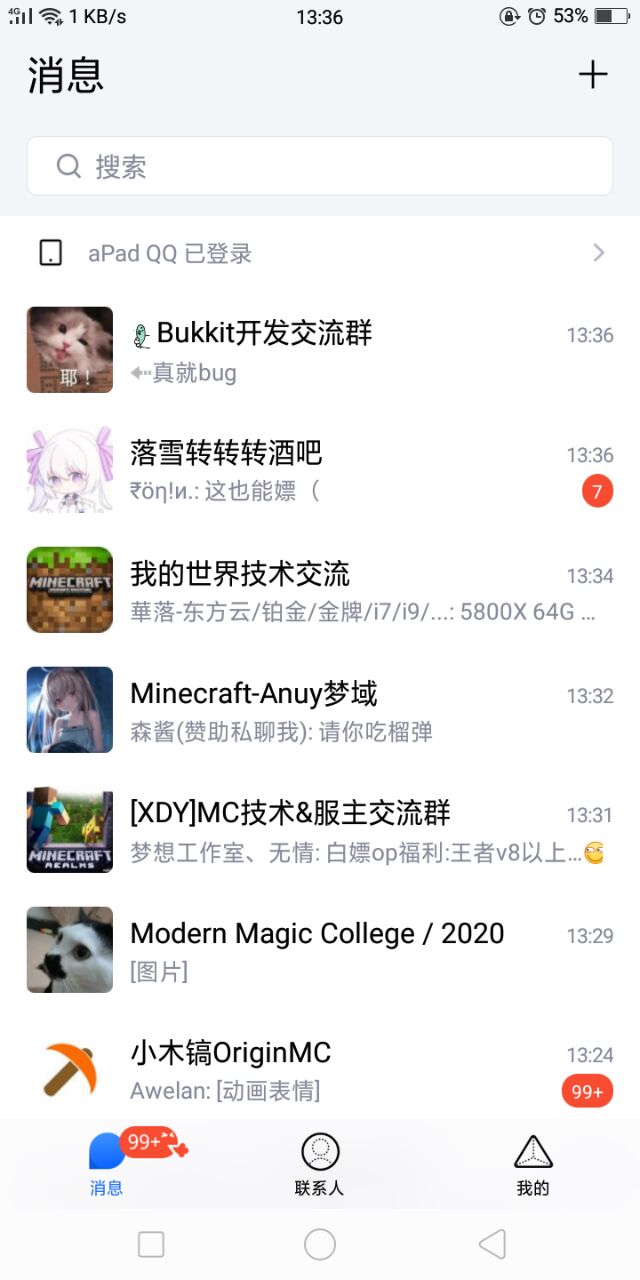 4G 1 KB/s 13:36 53%
消息
搜索
aPad QQ 已登录
Bukkit开发交流群 13:36
真就bug
耶！
落雪转转转酒吧 13:36
₹öη!и.: 这也能嫖（ 7
我的世界技术交流 13:34
華落-东方云/铂金/金牌/i7/i9/...: 5800X 64G ...
MINECRAFT
Minecraft-Anuy梦域 13:32
森酱(赞助私聊我): 请你吃榴弹
[XDY]MC技术&服主交流群 13:31
梦想工作室、无情: 白嫖op福利:王者v8以上...
MINECRAFT
REALMS
Modern Magic College / 2020 13:29
[图片]
小木镐OriginMC 13:24
Awelan: [动画表情] 99+
99+
消息 联系人 我的